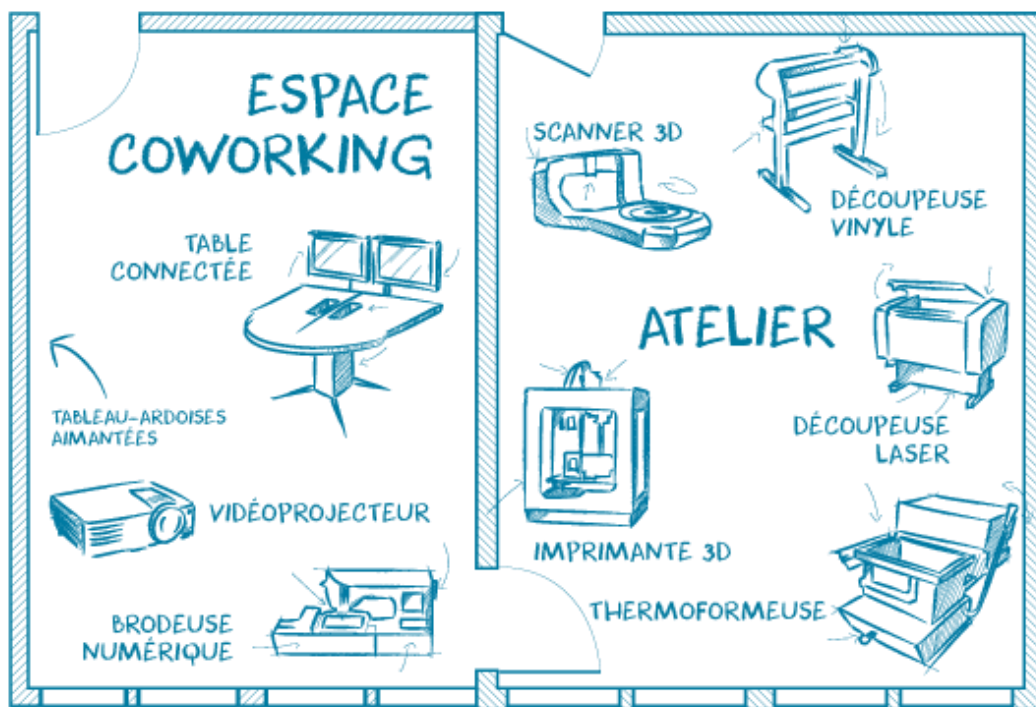 ESPACE
COWORKING
TABLE
CONNECTÉE
TABLEAU-ARDOISES
AIMANTÉES
VIDÉOPROJECTEUR
BRODEUSE
NUMÉRIQUE
SCANNER 3D
DÉCOUPEUSE
VINYLE
ATELIER
DÉCOUPEUSE
LASER
IMPRIMANTE 3D
THERMOFORMEUSE